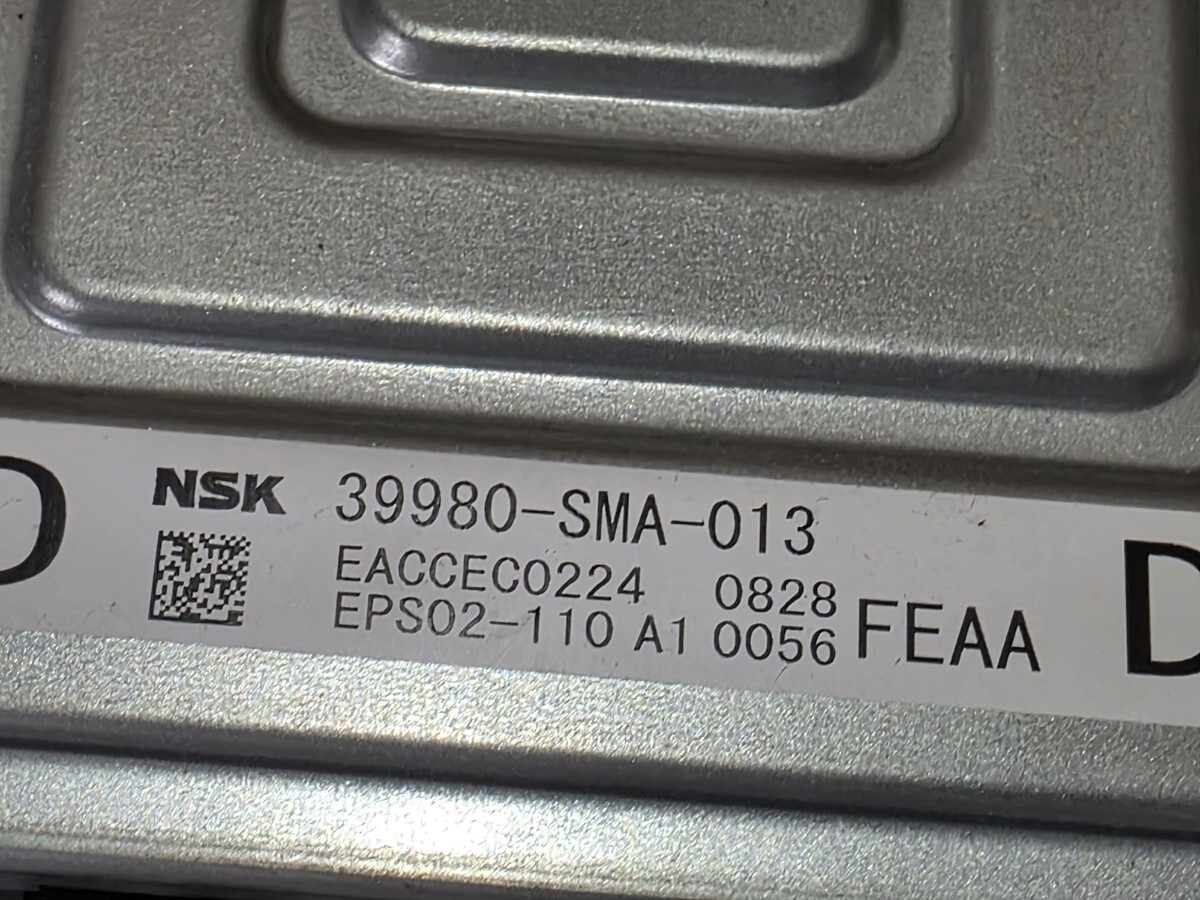 D NSK 39980-SMA-013 D
EACCEC0224 0828
EPS02-110 A1 0056 FEAA